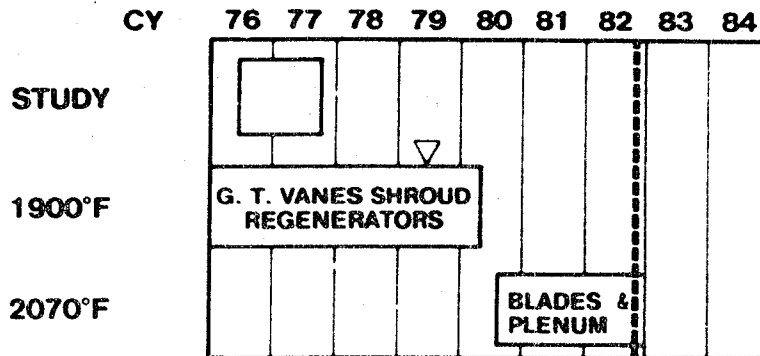 CY 76 77 78 79 80 81 82 83 84
STUDY
1900°F
G. T. VANES SHROUD
REGENERATORS
2070°F
BLADES &
PLENUM